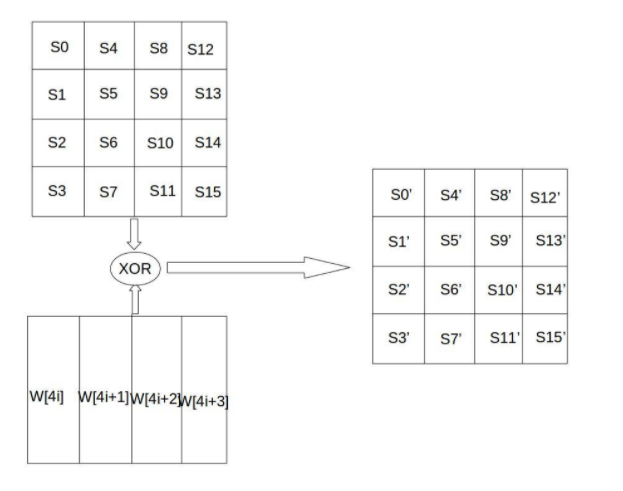 S0 S4 S8 S12
S1 S5 S9 S13
S2 S6 S10 S14
S3 S7 S11 S15
XOR
W[4i] W[4i+1] W[4i+2] W[4i+3]
S0' S4' S8' S12'
S1' S5' S9' S13'
S2' S6' S10' S14'
S3' S7' S11' S15'